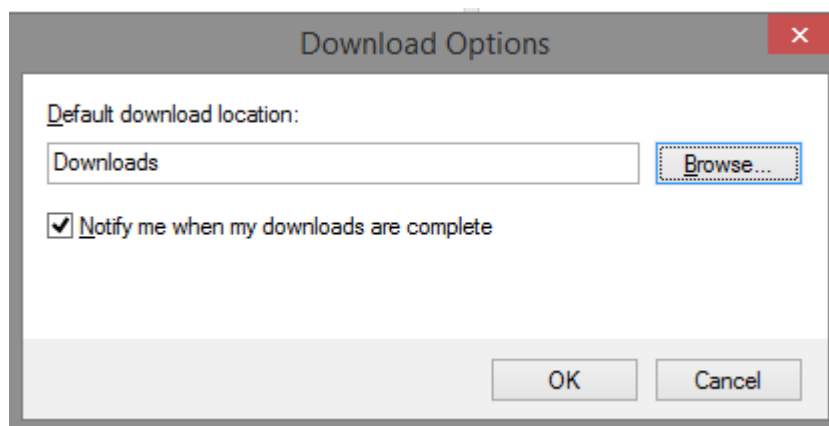 Download Options
Default download location:
Downloads
Browse...
Notify me when my downloads are complete
OK
Cancel